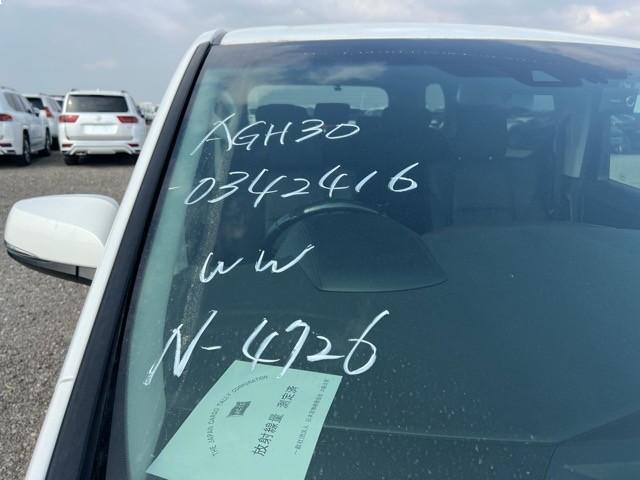 AGH30
-0342416
WW
N-4726
THE JAPAN CARGO TALLY CORPORATION
放射線量 測定済